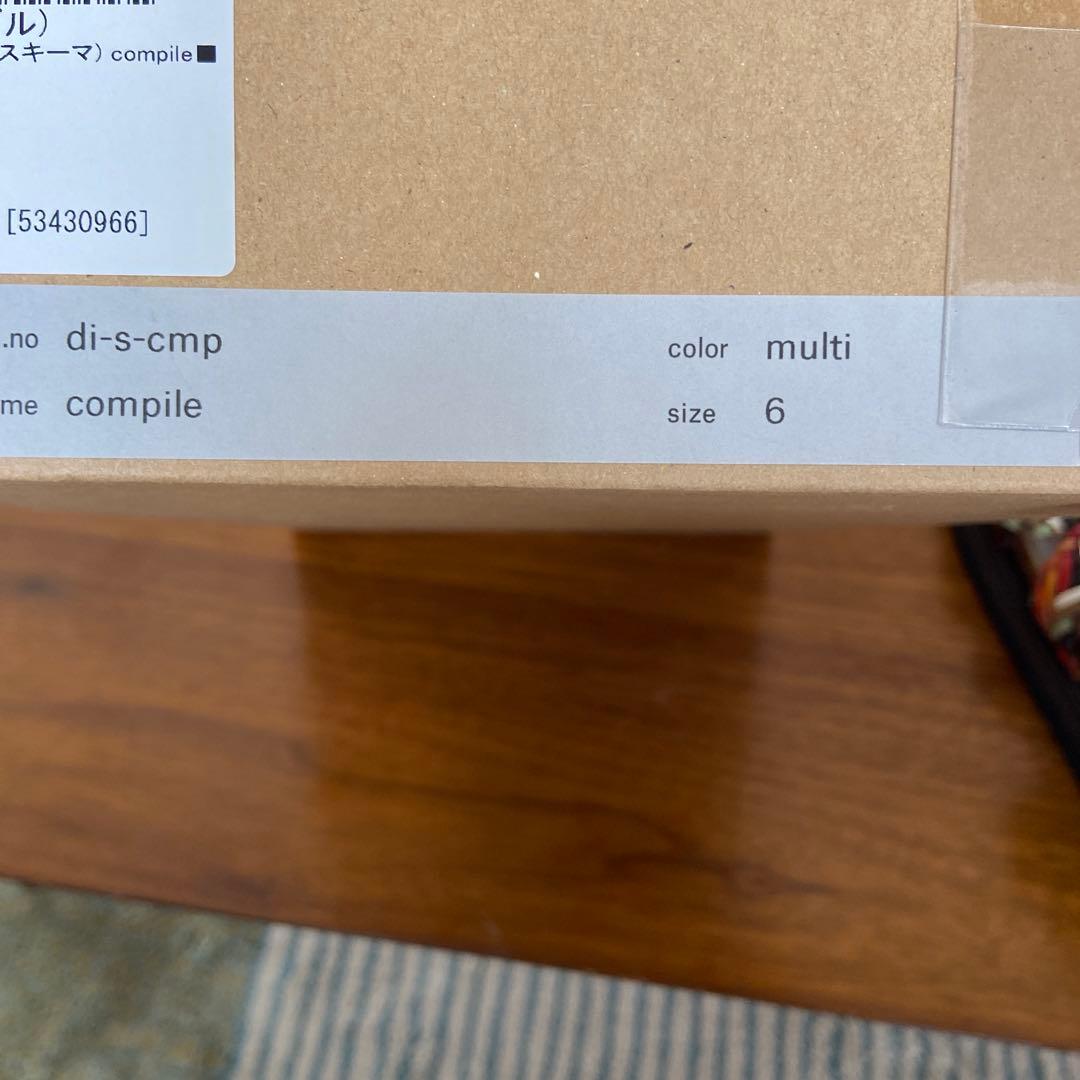 ル)
スキーマ) compile■
[53430966]
.no di-s-cmp
me compile
color multi
size 6